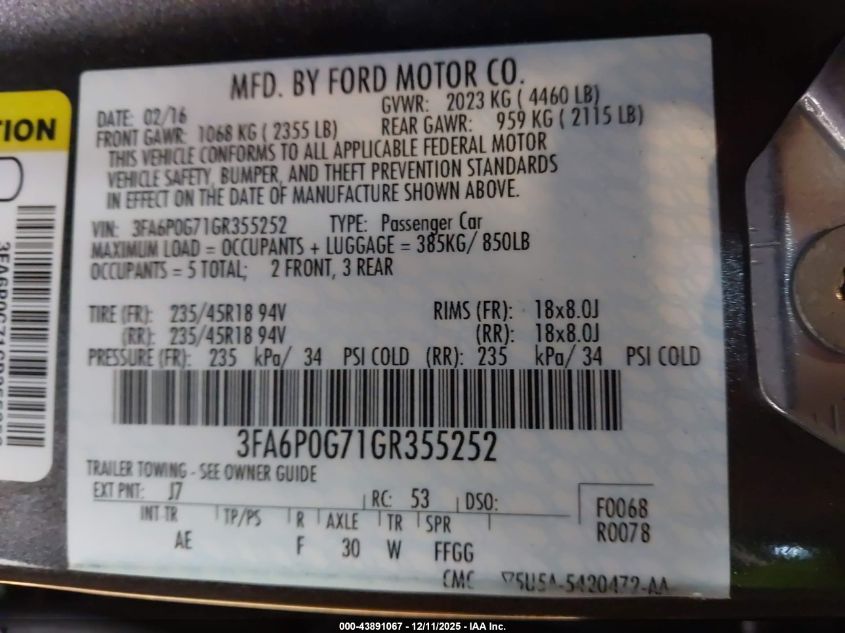 MFD. BY FORD MOTOR CO.
DATE: 02/16 GVWR: 2023 KG ( 4460 LB)
FRONT GAWR: 1068 KG ( 2355 LB) REAR GAWR: 959 KG ( 2115 LB)
THIS VEHICLE CONFORMS TO ALL APPLICABLE FEDERAL MOTOR
VEHICLE SAFETY, BUMPER, AND THEFT PREVENTION STANDARDS
IN EFFECT ON THE DATE OF MANUFACTURE SHOWN ABOVE.
VIN: 3FA6P0G71GR355252 TYPE: Passenger Car
MAXIMUM LOAD = OCCUPANTS + LUGGAGE = 385KG/ 850LB
OCCUPANTS = 5 TOTAL; 2 FRONT, 3 REAR
TIRE (FR): 235/45R18 94V RIMS (FR): 18x8.0J
(RR): 235/45R18 94V (RR): 18x8.0J
PRESSURE (FR): 235 kPa/ 34 PSI COLD (RR): 235 kPa/ 34 PSI COLD
3FA6P0G71GR355252
TRAILER TOWING - SEE OWNER GUIDE
EXT PNT: J7 RC: 53 DSO:
F0068
R0078
INT TR TP/PS R AXLE TR SPR
AE F 30 W FFGG
CMC
TION
000-43891067 - 12/11/2025 - IAA Inc.